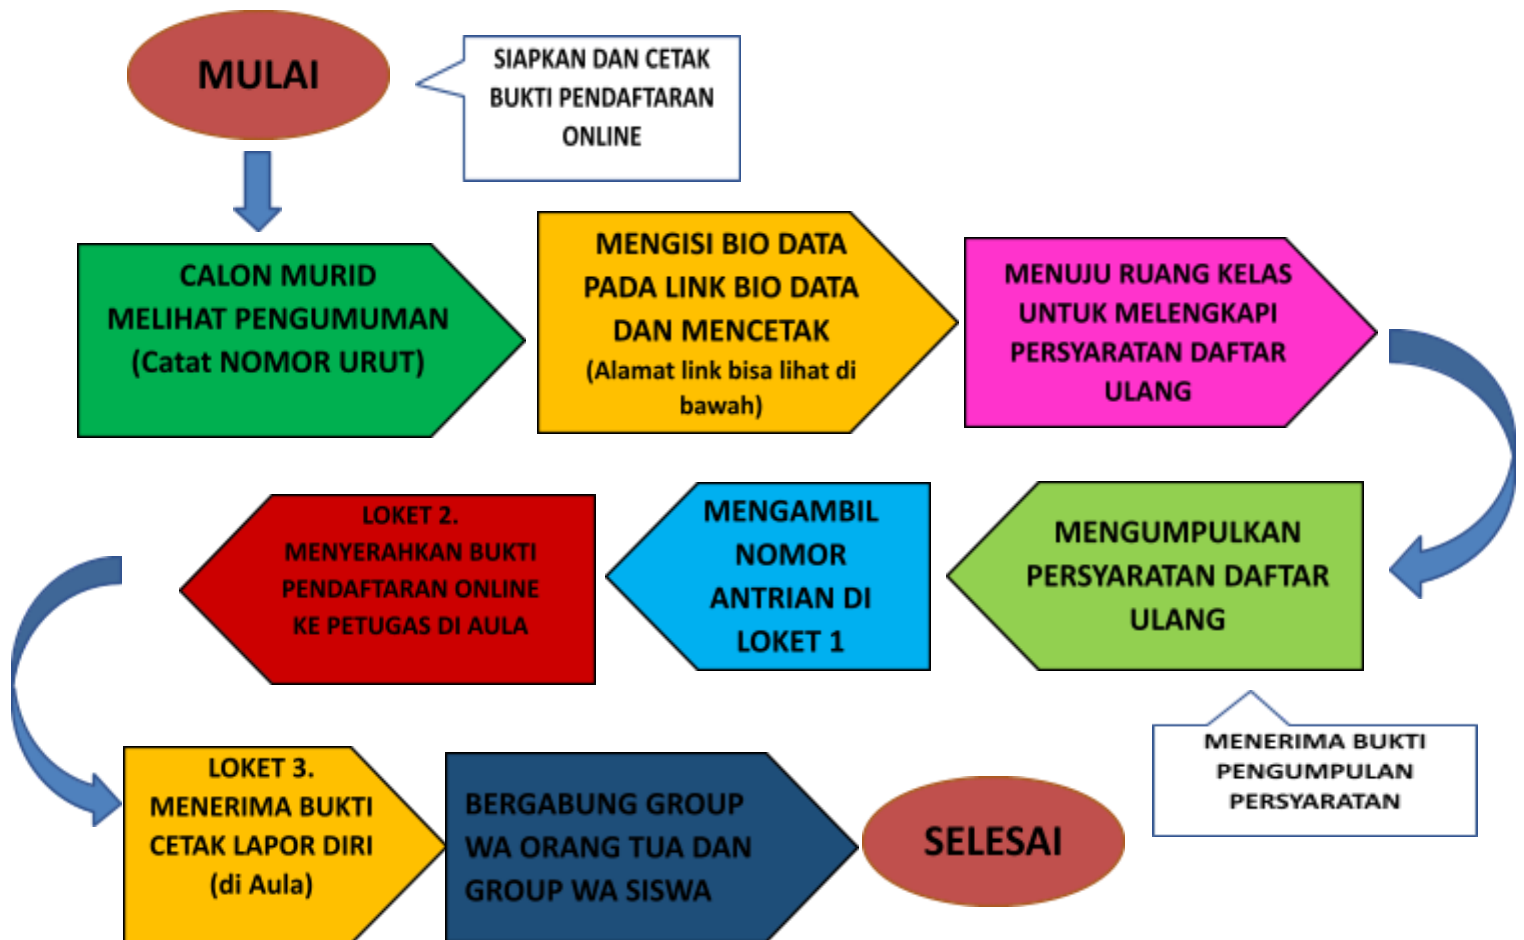 MULAI
SIAPKAN DAN CETAK
BUKTI PENDAFTARAN
ONLINE
CALON MURID
MELIHAT PENGUMUMAN
(Catat NOMOR URUT)
MENGISI BIO DATA
PADA LINK BIO DATA
DAN MENCETAK
(Alamat link bisa lihat di
bawah)
MENUJU RUANG KELAS
UNTUK MELENGKAPI
PERSYARATAN DAFTAR
ULANG
MENGUMPULKAN
PERSYARATAN DAFTAR
ULANG
MENERIMA BUKTI
PENGUMPULAN
PERSYARATAN
MENGAMBIL
NOMOR
ANTRIAN DI
LOKET 1
LOKET 2.
MENYERAHKAN BUKTI
PENDAFTARAN ONLINE
KE PETUGAS DI AULA
LOKET 3.
MENERIMA BUKTI
CETAK LAPOR DIRI
(di Aula)
BERGABUNG GROUP
WA ORANG TUA DAN
GROUP WA SISWA
SELESAI